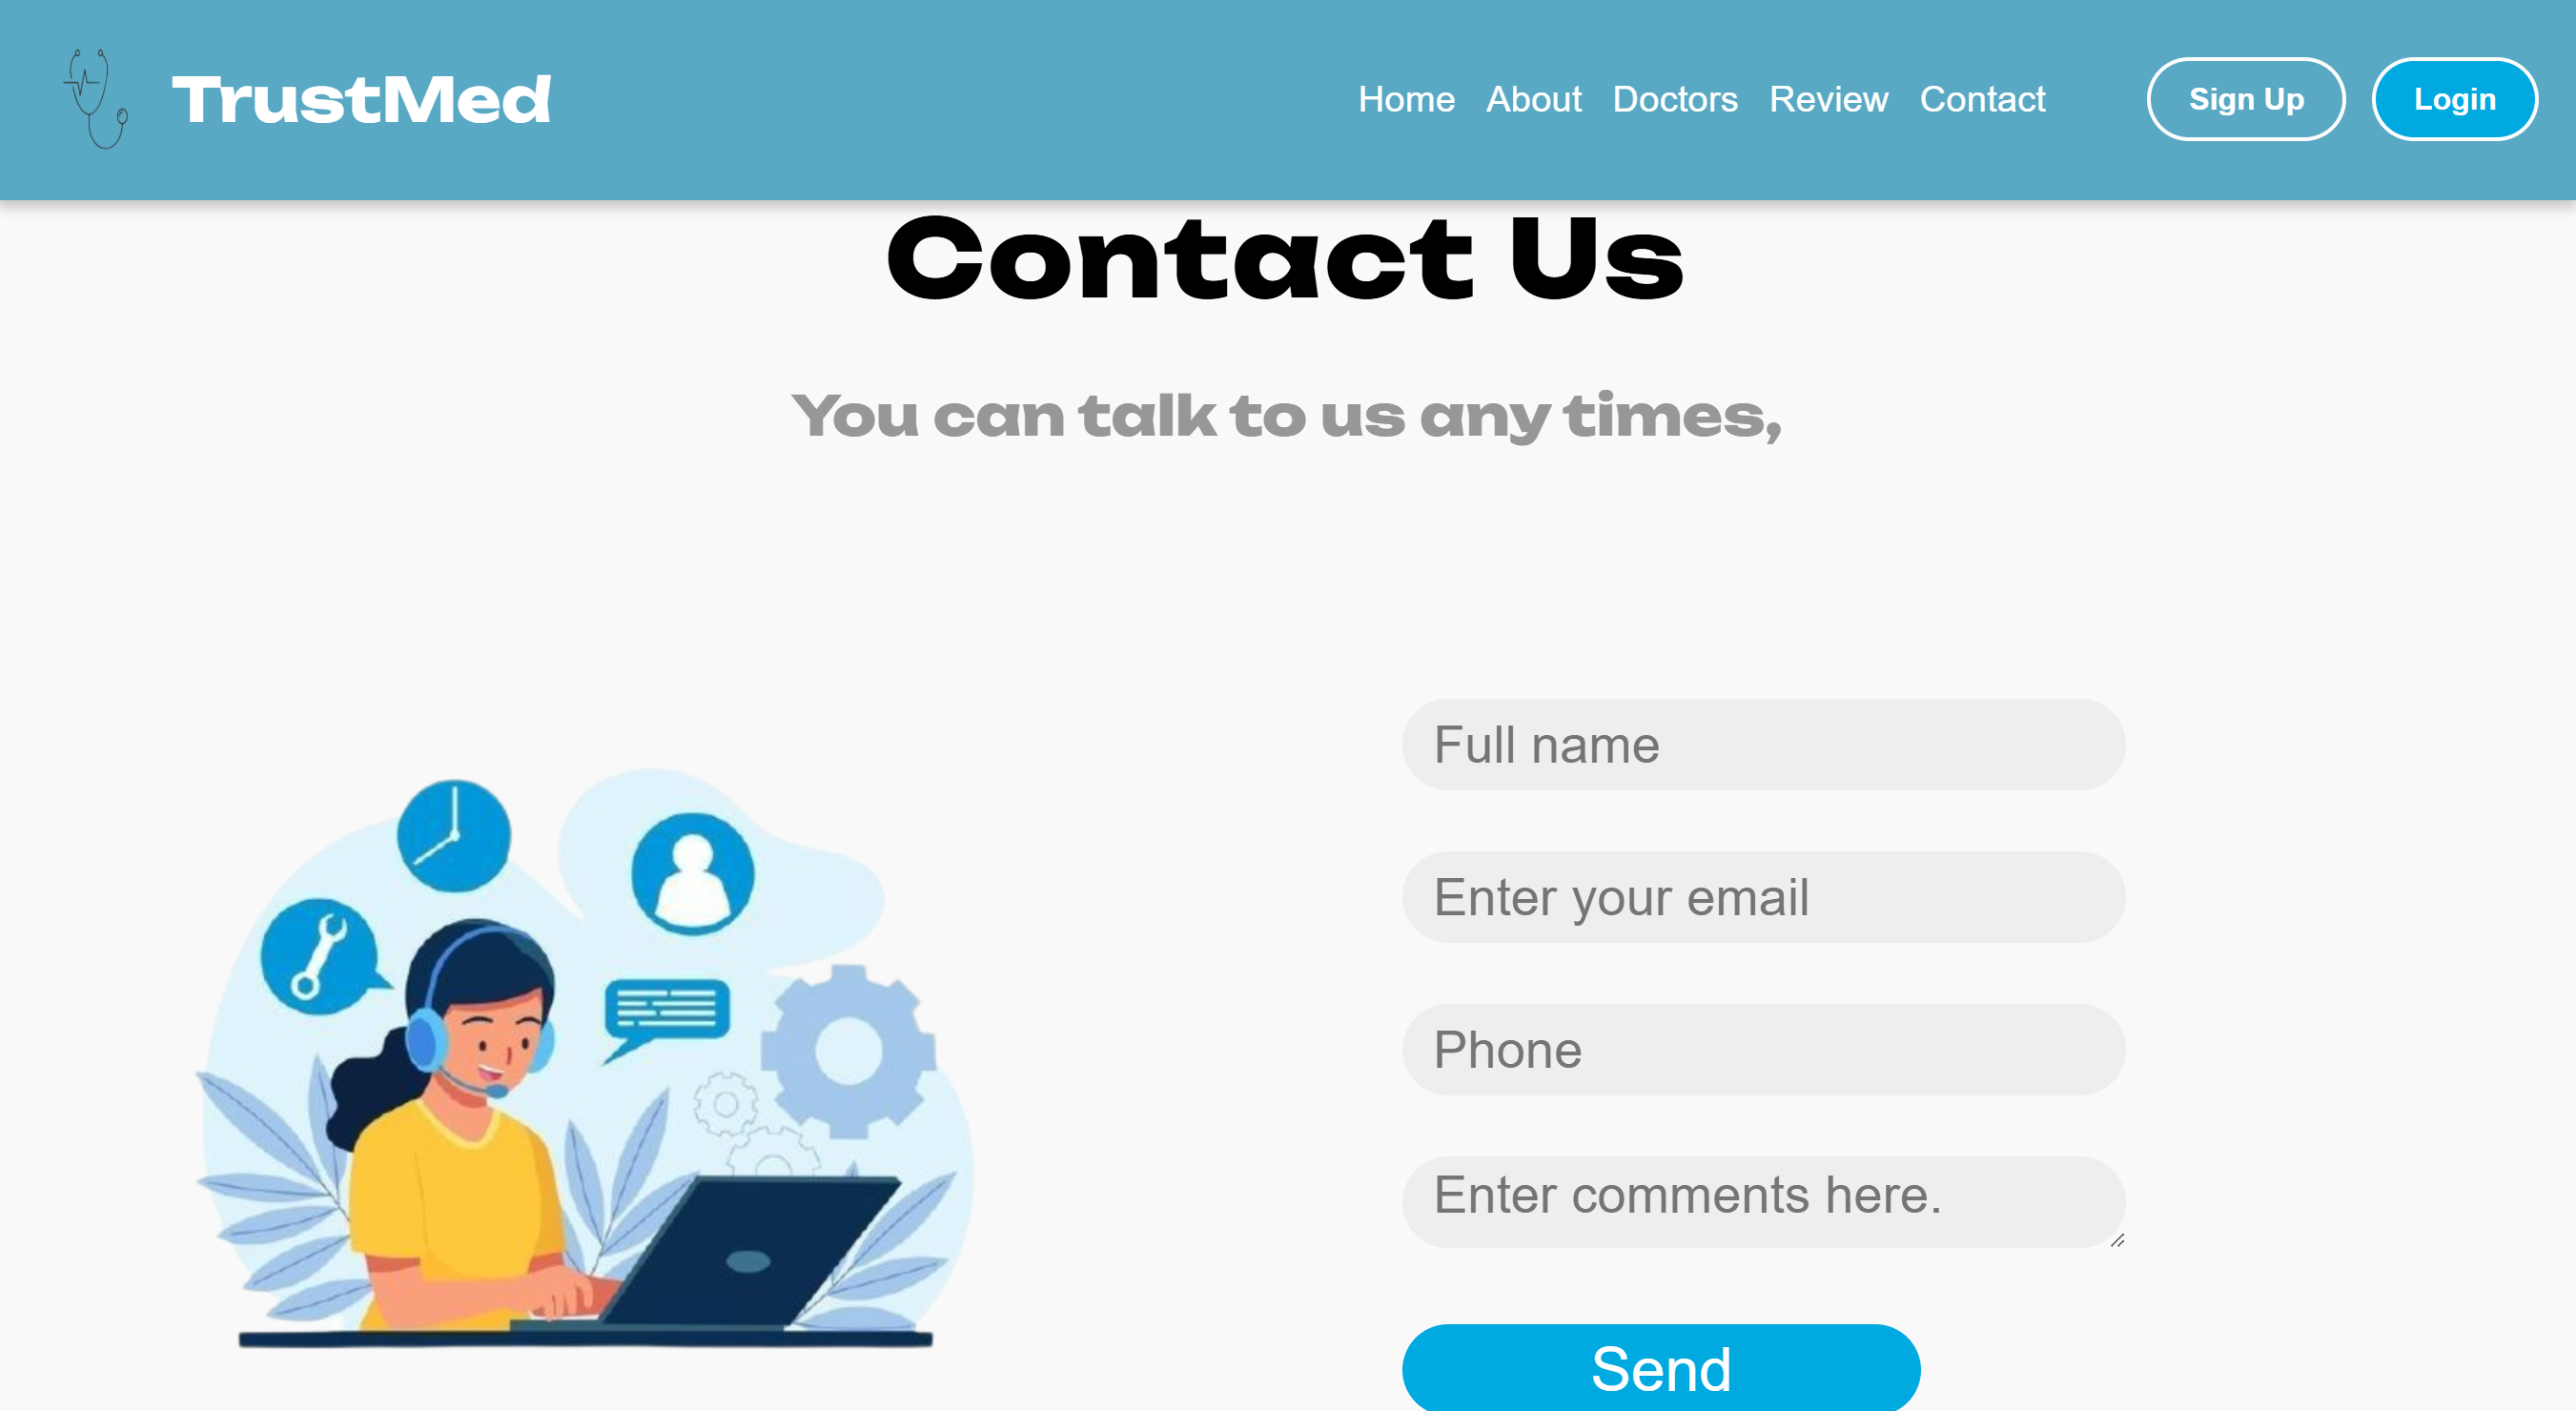 TrustMed
Home About Doctors Review Contact Sign Up Login
Contact Us
You can talk to us any times,
Full name
Enter your email
Phone
Enter comments here.
Send